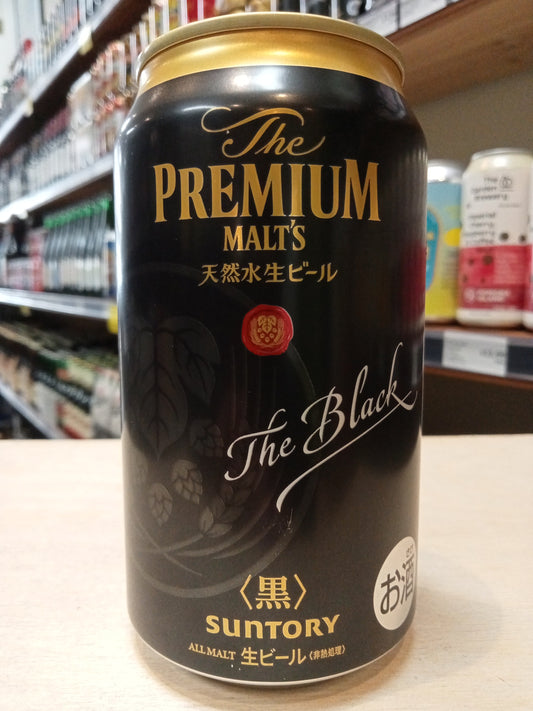 The
PREMIUM
MALT'S
天然水生ビール
The Black
お酒
〈黒〉
SUNTORY
ALL MALT 生ビール〈非熱処理〉